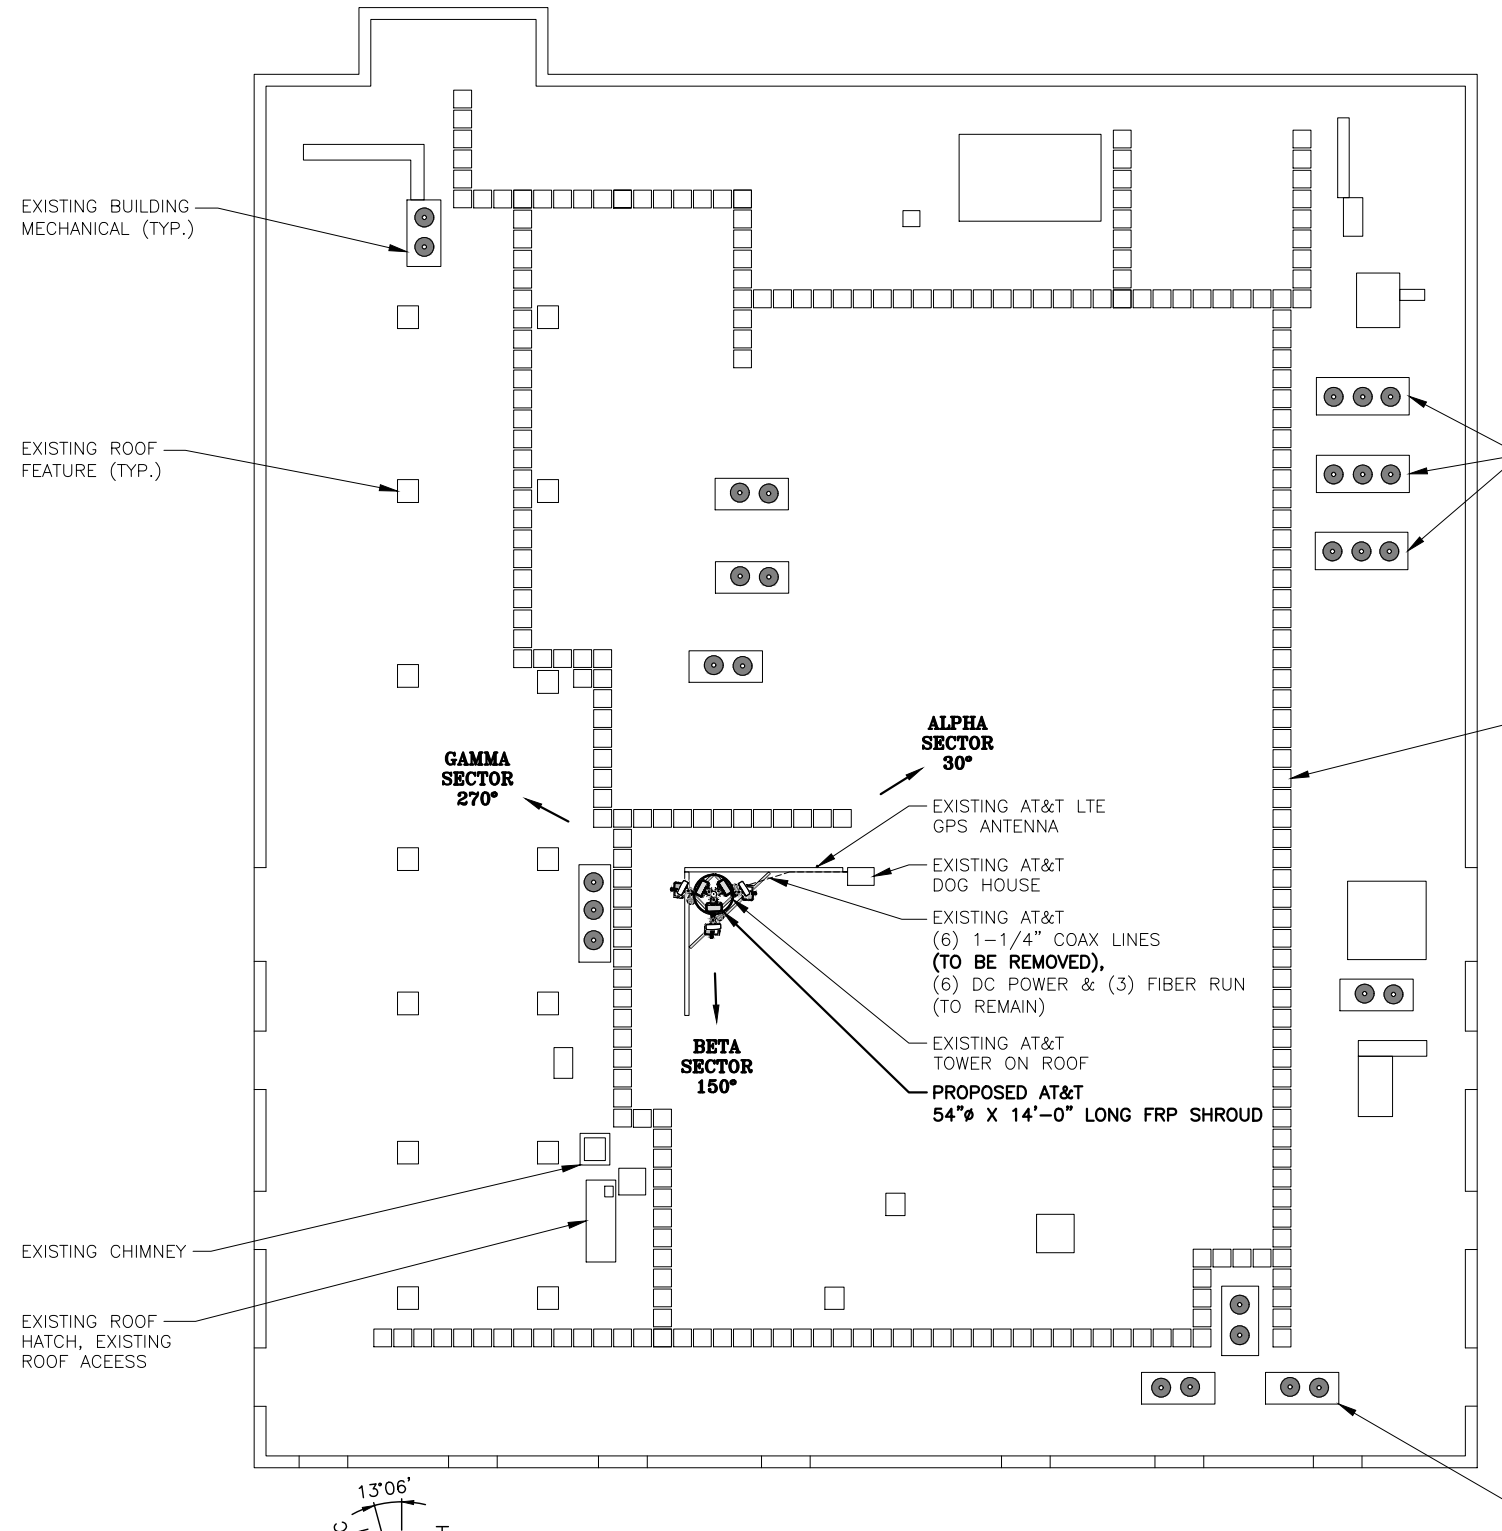 EXISTING BUILDING
MECHANICAL (TYP.)
EXISTING ROOF
FEATURE (TYP.)
ALPHA
SECTOR
30°
GAMMA
SECTOR
270°
EXISTING AT&T LTE
GPS ANTENNA
EXISTING AT&T
DOG HOUSE
EXISTING AT&T
(6) 1-1/4" COAX LINES
(TO BE REMOVED),
(6) DC POWER & (3) FIBER RUN
(TO REMAIN)
BETA
SECTOR
150°
EXISTING AT&T
TOWER ON ROOF
PROPOSED AT&T
54"ø X 14'-0" LONG FRP SHROUD
EXISTING CHIMNEY
EXISTING ROOF
HATCH, EXISTING
ROOF ACEESS
13°06'